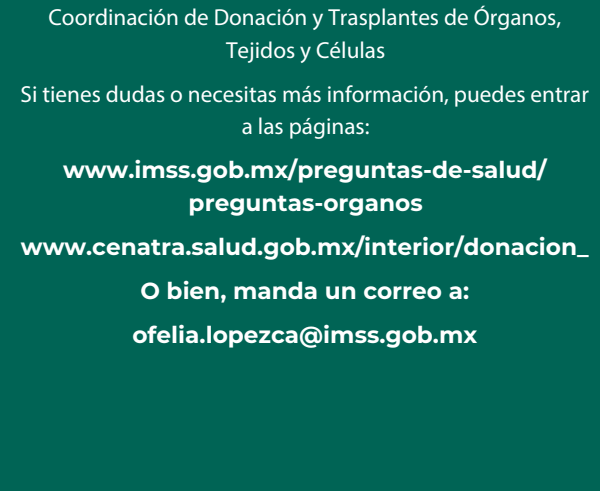 Coordinación de Donación y Trasplantes de Órganos,
Tejidos y Células
Si tienes dudas o necesitas más información, puedes entrar
a las páginas:
www.imss.gob.mx/preguntas-de-salud/
preguntas-organos
www.cenatra.salud.gob.mx/interior/donacion_
O bien, manda un correo a:
ofelia.lopezca@imss.gob.mx